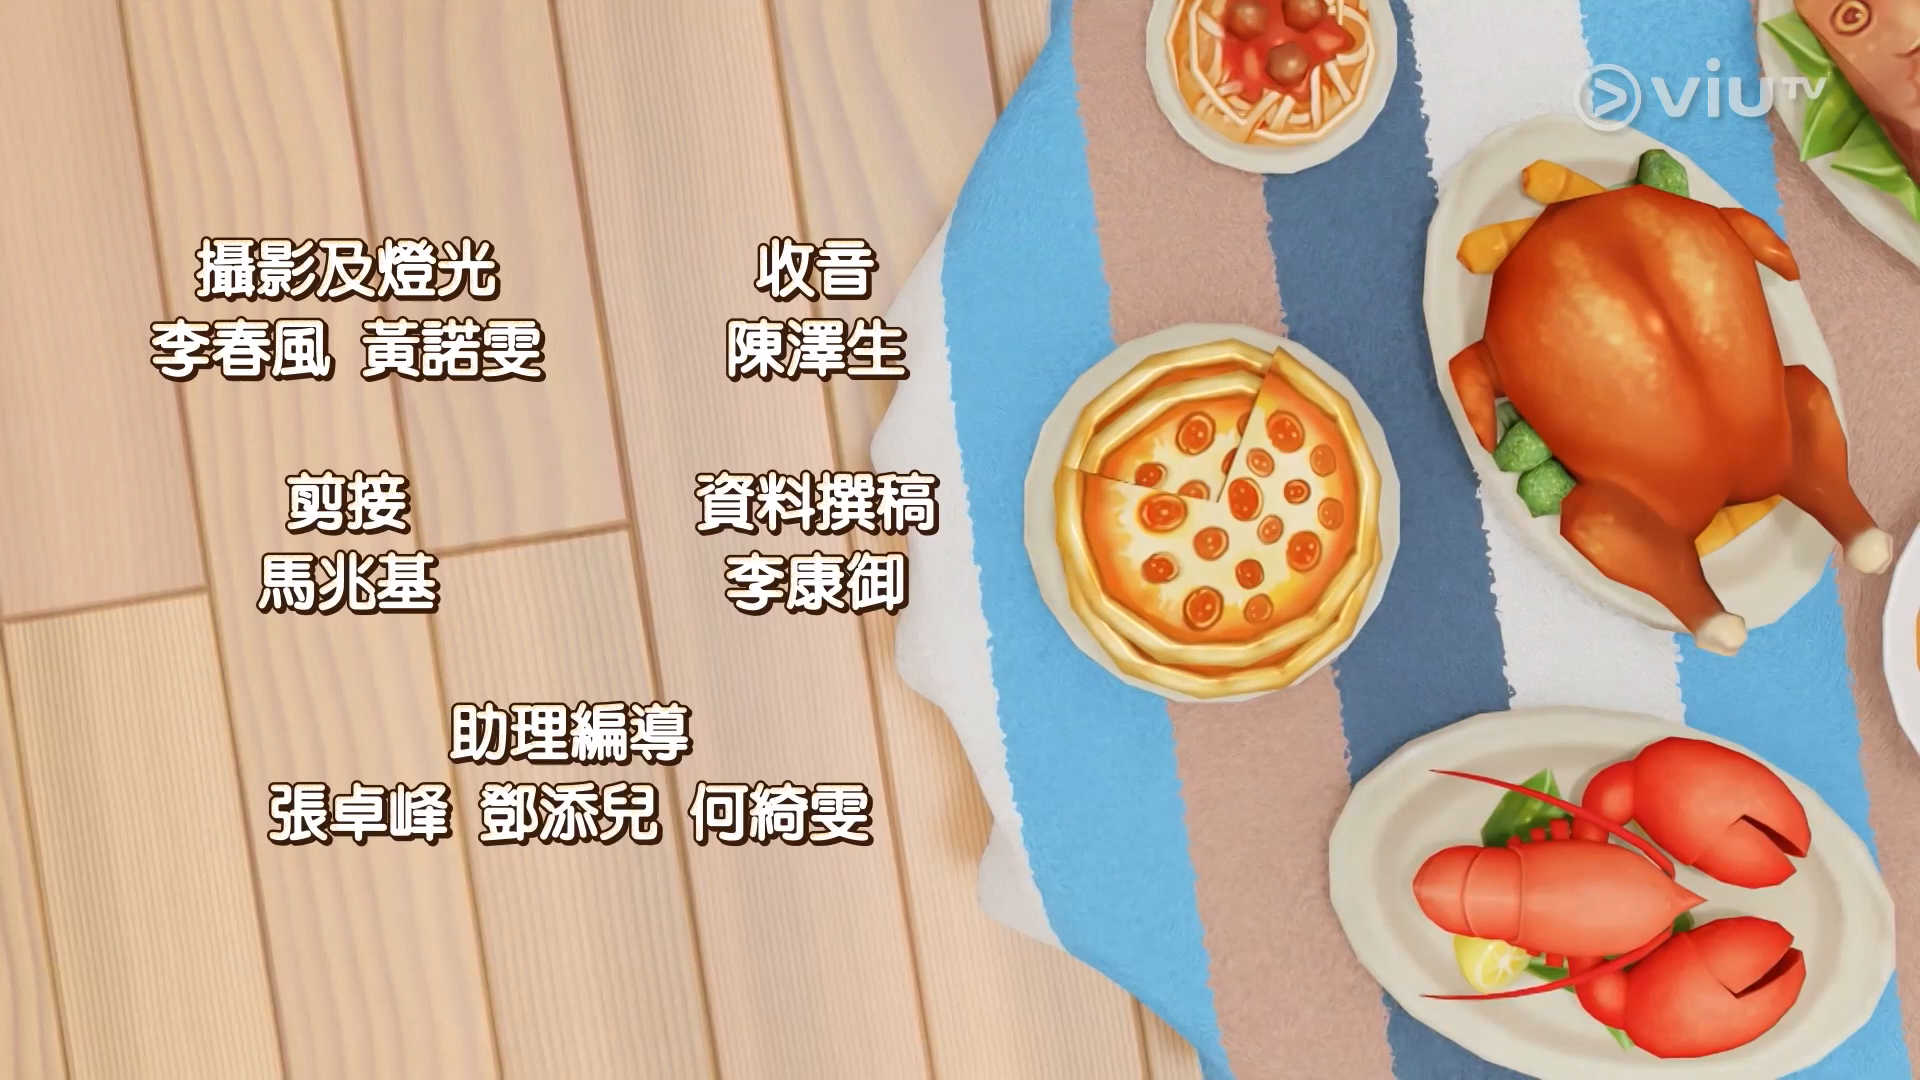 viuTV
攝影及燈光
李春風 黃諾雯
收音
陳澤生
剪接
馬兆基
資料撰稿
李康御
助理編導
張卓峰 鄧添兒 何綺雯